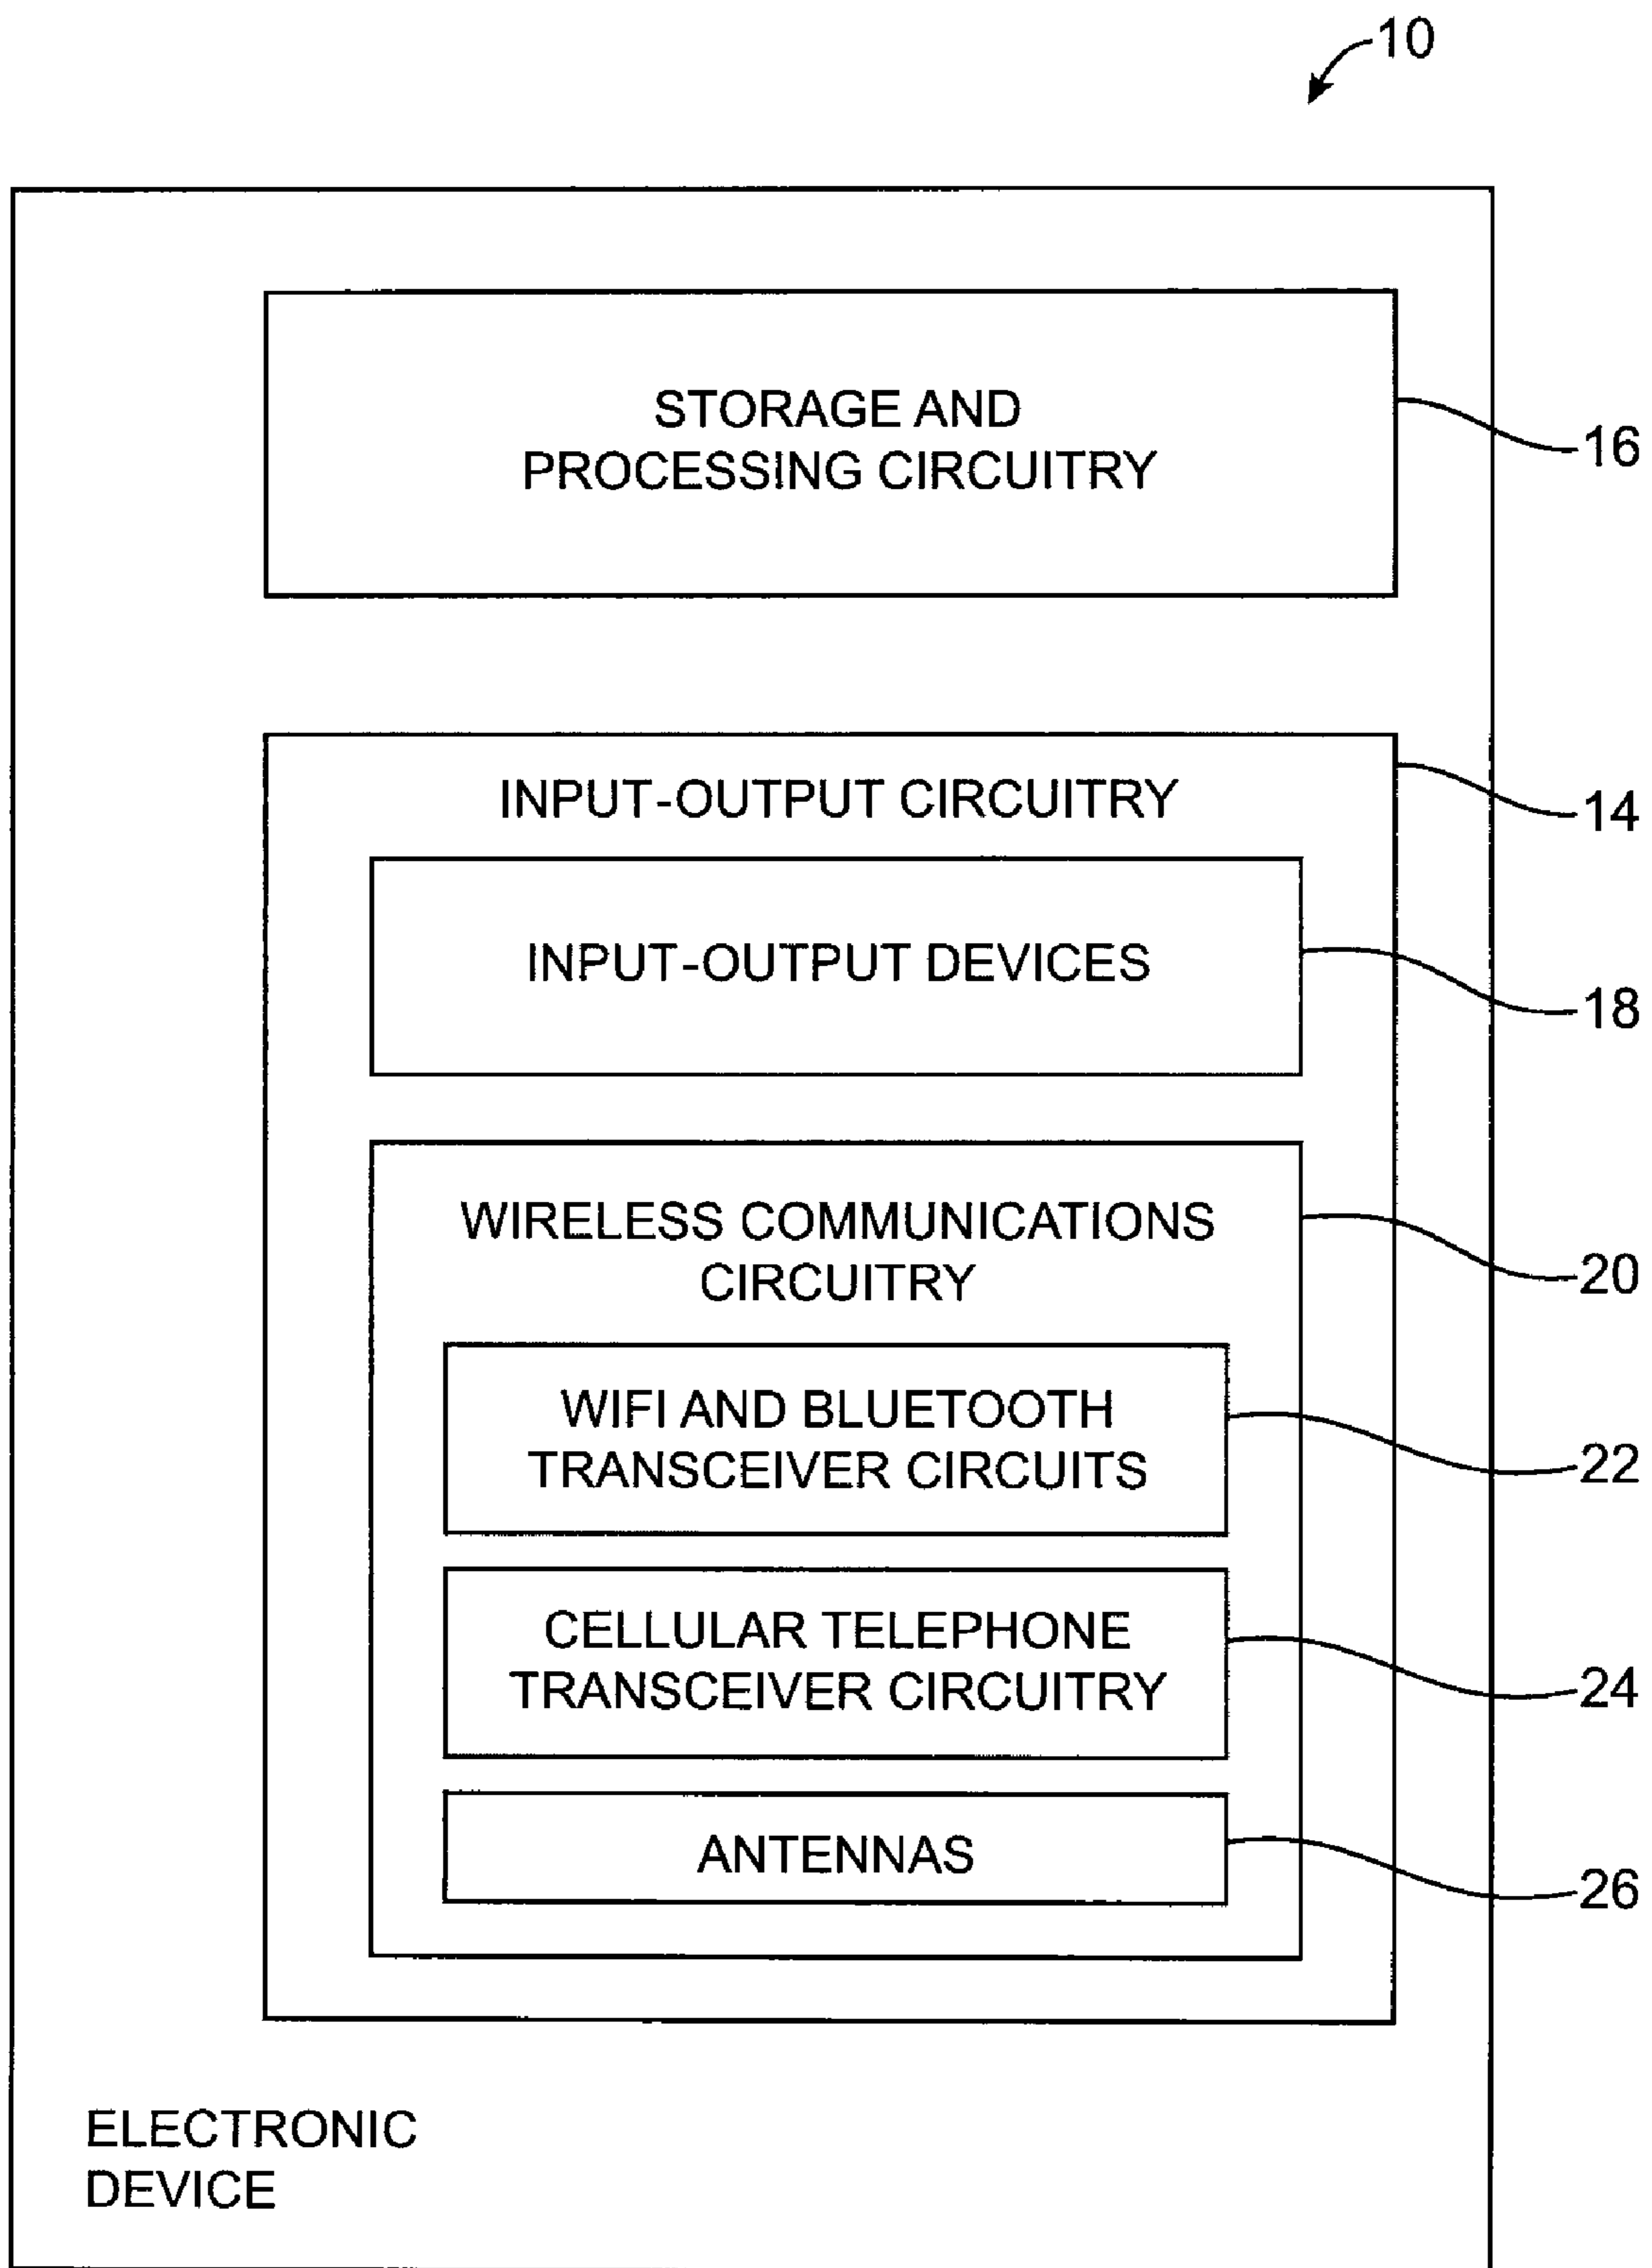 10
STORAGE AND
PROCESSING CIRCUITRY
16
INPUT-OUTPUT CIRCUITRY
14
INPUT-OUTPUT DEVICES
18
WIRELESS COMMUNICATIONS
CIRCUITRY
20
WIFI AND BLUETOOTH
TRANSCEIVER CIRCUITS
22
CELLULAR TELEPHONE
TRANSCEIVER CIRCUITRY
24
ANTENNAS
26
ELECTRONIC
DEVICE